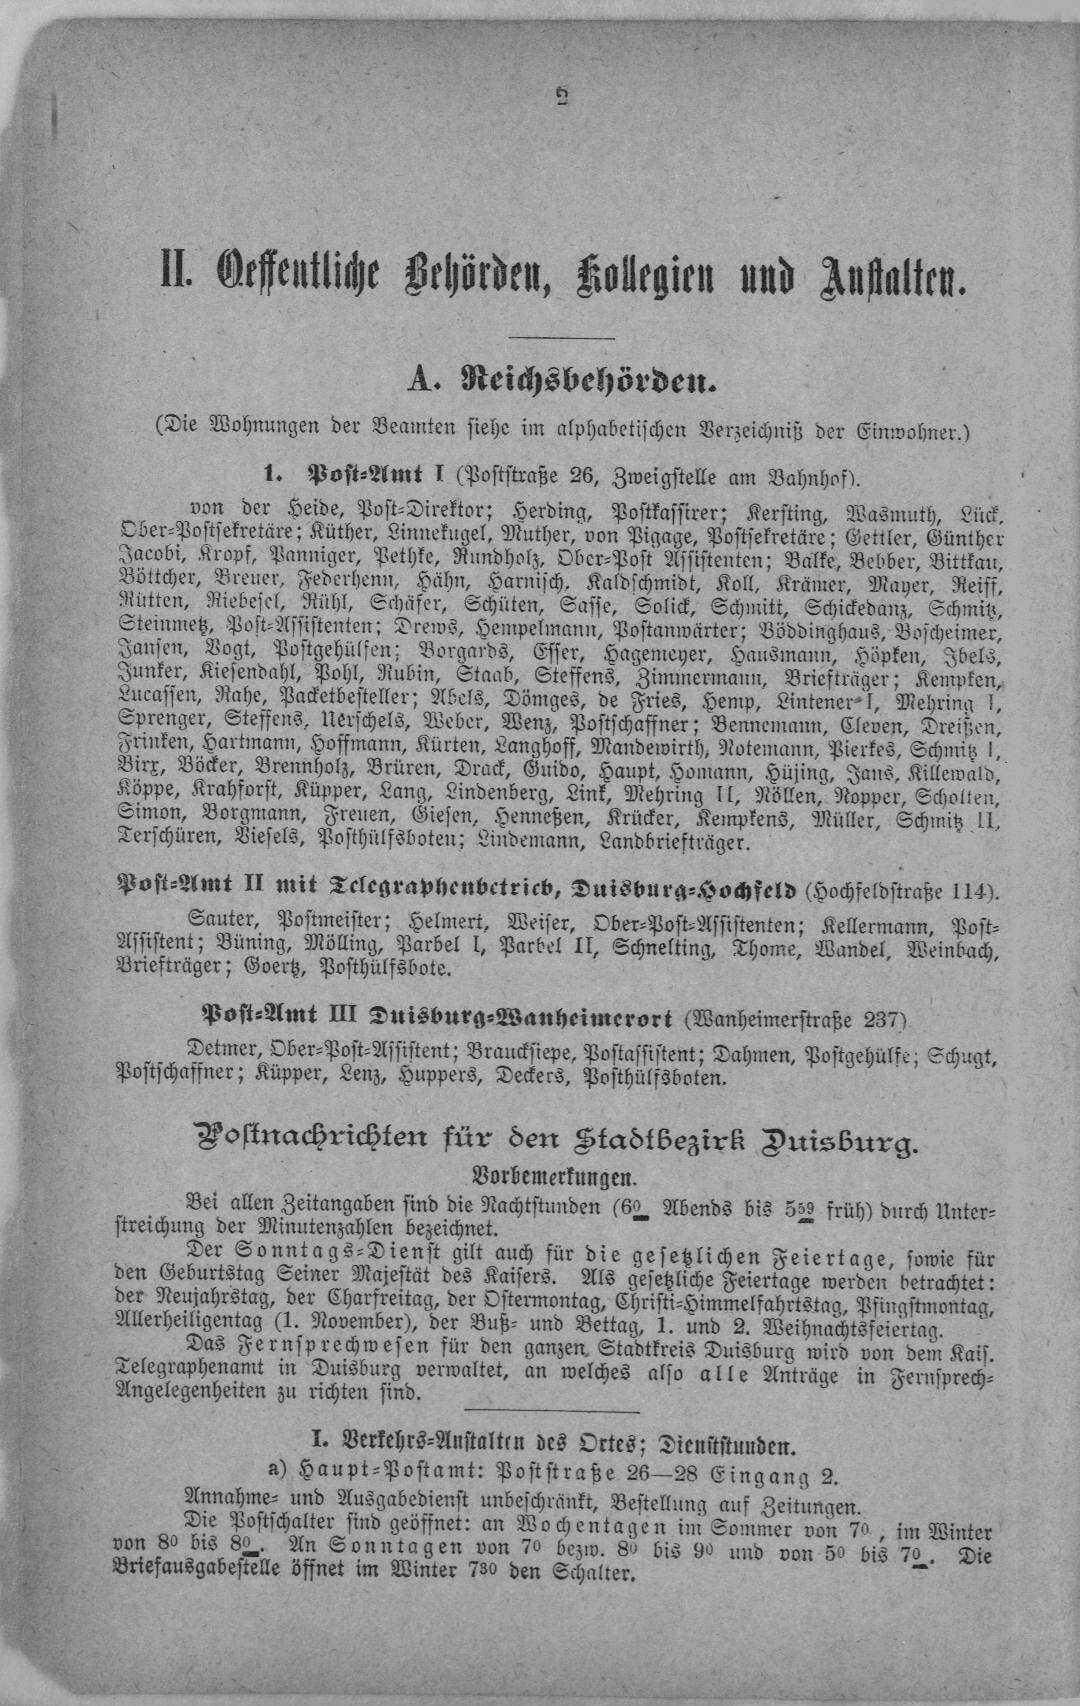 II. Oeffentliche Behörden, Kollegien und Anstalten.
A. Reichsbehörden.
(Die Wohnungen der Beamten siehe im alphabetischen Verzeichniß der Einwohner.)
1. Post-Amt I (Poststraße 26, Zweigstelle am Bahnhof).
von der Heide, Post-Direktor; Herding, Postkassirer; Kersting, Wasmuth, Lück,
Ober-Postsekretäre; Küther, Linnekugel, Muther, von Pigage, Postsekretäre; Gettler, Günther
Jacobi, Kropf, Panniger, Pethke, Rundholz, Ober-Post Assistenten; Balke, Bebber, Bittkau,
Böttcher, Breuer, Federhenn, Hähn, Harnisch, Kaldschmidt, Koll, Krämer, Mayer, Reiff,
Rütten, Riebesel, Rühl, Schäfer, Schüten, Sasse, Solick, Schmitt, Schickedanz, Schmitz,
Steinmetz, Post-Assistenten; Drews, Hempelmann, Postanwärter; Böddinghaus, Boscheimer,
Jansen, Vogt, Postgehülfen; Borgards, Esser, Hagemeyer, Hausmann, Höpken, Ibels,
Junker, Kiesendahl, Pohl, Rubin, Staab, Steffens, Zimmermann, Briefträger; Kempken,
Lucassen, Rahe, Packetbesteller; Abels, Dömges, de Fries, Hemp, Lintener I, Mehring I,
Sprenger, Steffens, Uerschels, Weber, Wenz, Postschaffner; Bennemann, Cleven, Dreißen,
Frinken, Hartmann, Hoffmann, Kürten, Langhoff, Mandewirth, Notemann, Pierkes, Schmitz I,
Birx, Böcker, Brennholz, Brüren, Drack, Guido, Haupt, Homann, Hüjing, Jans, Killewald,
Köppe, Krahforst, Küpper, Lang, Lindenberg, Link, Mehring II, Nöllen, Nopper, Scholten,
Simon, Borgmann, Freuen, Giesen, Henneßen, Krücker, Kempkens, Müller, Schmitz II,
Terschüren, Viefels, Posthülfsboten; Lindemann, Landbriefträger.
Post-Amt II mit Telegraphenbetrieb, Duisburg-Hochfeld (Hochfeldstraße 114).
Sauter, Postmeister; Helmert, Weiser, Ober-Post-Assistenten; Kellermann, Post-
Assistent; Büning, Mölling, Parbel I, Parbel II, Schnelting, Thome, Wandel, Weinbach,
Briefträger; Goertz, Posthülfsbote.
Post-Amt III Duisburg-Wanheimerort (Wanheimerstraße 237)
Detmer, Ober-Post-Assistent; Braucksiepe, Postassistent; Dahmen, Postgehülfe; Schugt,
Postschaffner; Küpper, Lenz, Huppers, Deckers, Posthülfsboten.
Postnachrichten für den Stadtbezirk Duisburg.
Vorbemerkungen.
Bei allen Zeitangaben sind die Nachtstunden (60 Abends bis 559 früh) durch Unter-
streichung der Minutenzahlen bezeichnet.
Der Sonntags-Dienst gilt auch für die gesetzlichen Feiertage, sowie für
den Geburtstag Seiner Majestät des Kaisers. Als gesetzliche Feiertage werden betrachtet:
der Neujahrstag, der Charfreitag, der Ostermontag, Christi-Himmelfahrtstag, Pfingstmontag,
Allerheiligentag (1. November), der Buß- und Bettag, 1. und 2. Weihnachtsfeiertag.
Das Fernsprechwesen für den ganzen Stadtkreis Duisburg wird von dem Kais.
Telegraphenamt in Duisburg verwaltet, an welches also alle Anträge in Fernsprech-
Angelegenheiten zu richten sind.
I. Verkehrs-Anstalten des Ortes; Dienststunden.
a) Haupt-Postamt: Poststraße 26—28 Eingang 2.
Annahme- und Ausgabedienst unbeschränkt, Bestellung auf Zeitungen.
Die Postschalter sind geöffnet: an Wochentagen im Sommer von 70, im Winter
von 80 bis 80. An Sonntagen von 70 bezw. 80 bis 90 und von 50 bis 70. Die
Briefausgabestelle öffnet im Winter 730 den Schalter.